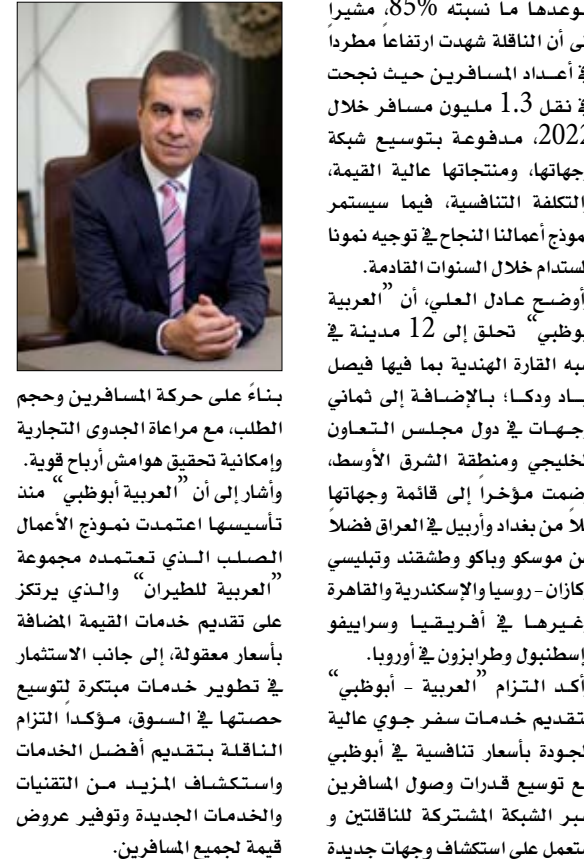 ـوعدها ما نسبته 85%، مشيراً
أن الناقلة شهدت ارتفاعاً مطرداً
أعداد المسافرين حيث نجحت
نقل 1.3 مليون مسافر خلال
2022، مدفوعة بتوسيع شبكة
وجهاتها، ومنتجاتها عالية القيمة،
والتكلفة التنافسية، فيما سيستمر
نموذج أعمالنا النجاح في توجيه نمونا
المستدام خلال السنوات القادمة.
وأوضح عادل العلي، أن "العربية
أبوظبي" تحلق إلى 12 مدينة في
شبه القارة الهندية بما فيها فيصل
ـاد ودكا؛ بالإضافة إلى ثماني
وجهات في دول مجلس التعاون
الخليجي ومنطقة الشرق الأوسط،
وضمت مؤخراً إلى قائمة وجهاتها
ـلاً من بغداد وأربيل في العراق فضلاً
عن موسكو وباكو وطشقند وتبليسي
وكازان - روسيا والإسكندرية والقاهرة
وغيرها في أفريقيا وسراييفو
وإسطنبول وطرابزون في أوروبا.
وأكد التزام "العربية - أبوظبي"
بتقديم خدمات سفر جوي عالية
الجودة بأسعار تنافسية في أبوظبي
مع توسيع قدرات وصول المسافرين
عبر الشبكة المشتركة للناقلتين و
ستعمل على استكشاف وجهات جديدة
بناءً على حركة المسافرين وحجم
الطلب، مع مراعاة الجدوى التجارية
وإمكانية تحقيق هوامش أرباح قوية.
وأشار إلى أن "العربية أبوظبي" منذ
تأسيسها اعتمدت نموذج الأعمال
الصلب الذي تعتمده مجموعة
"العربية للطيران" والذي يرتكز
على تقديم خدمات القيمة المضافة
بأسعار معقولة، إلى جانب الاستثمار
في تطوير خدمات مبتكرة لتوسيع
حصتها في السوق، مؤكداً التزام
الناقلة بتقديم أفضل الخدمات
واستكشاف المزيد من التقنيات
والخدمات الجديدة وتوفير عروض
قيمة لجميع المسافرين.